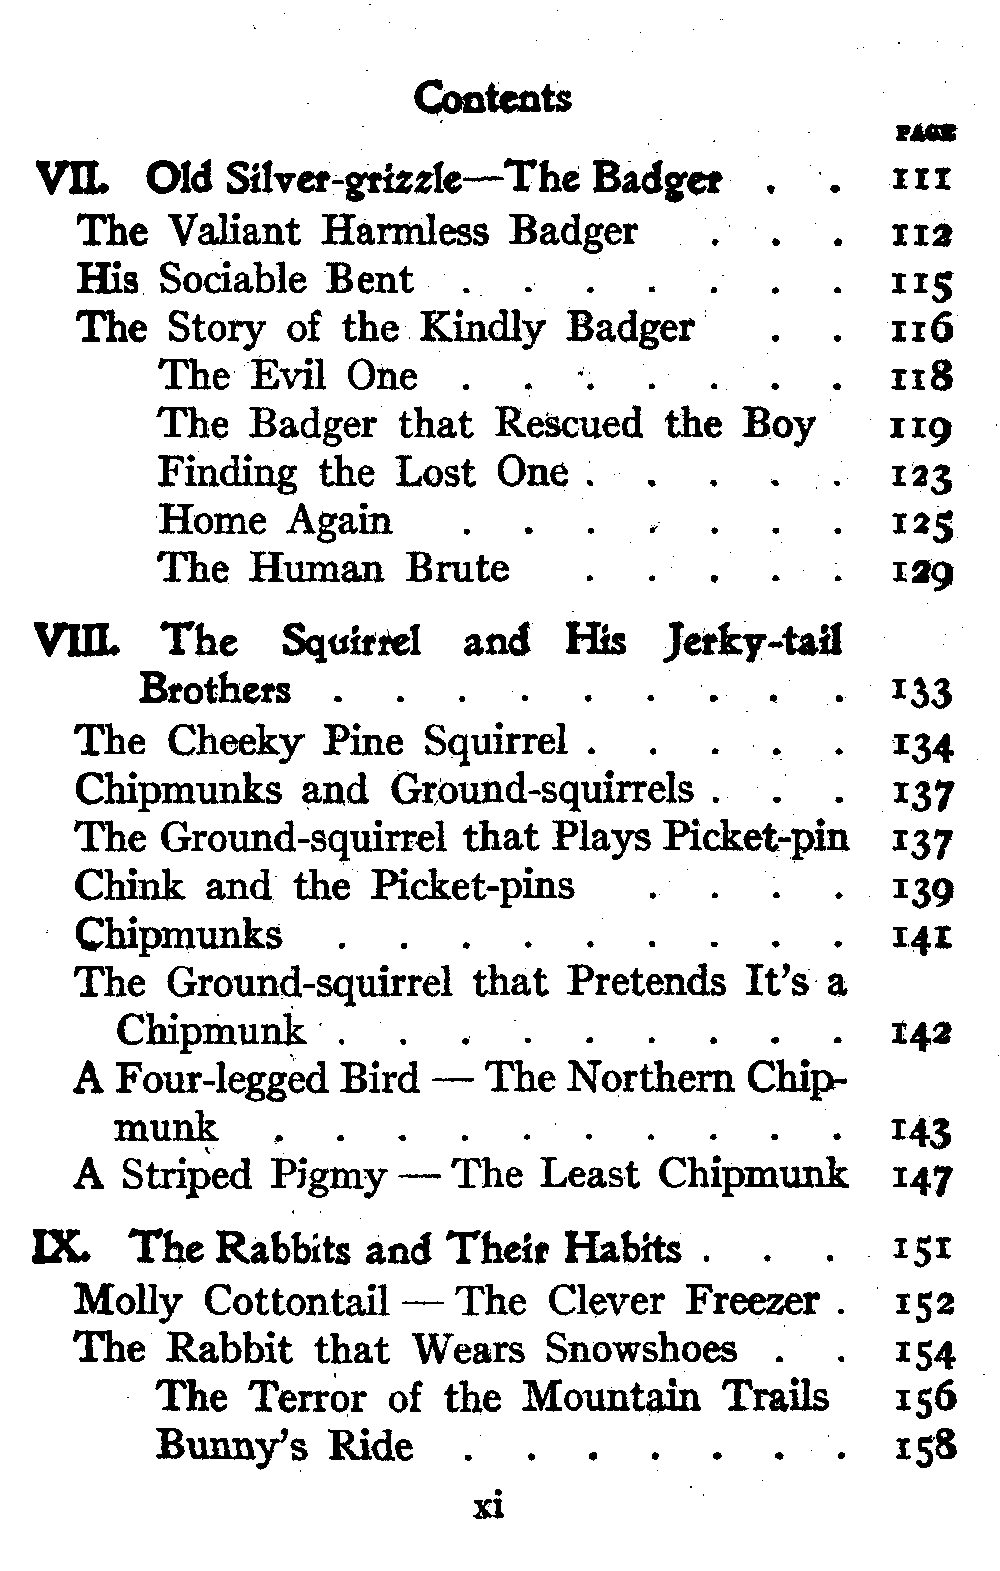 Contents
PAGE
VII. Old Silver-grizzle—The Badger . . 111
The Valiant Harmless Badger . . . 112
His Sociable Bent . . . . . . . 115
The Story of the Kindly Badger . . 116
The Evil One . . . . . . . 118
The Badger that Rescued the Boy 119
Finding the Lost One . . . . . 123
Home Again . . . . . . . 125
The Human Brute . . . . . 129
VIII. The Squirrel and His Jerky-tail
Brothers . . . . . . . . . 133
The Cheeky Pine Squirrel . . . . . 134
Chipmunks and Ground-squirrels . . . 137
The Ground-squirrel that Plays Picket-pin 137
Chink and the Picket-pins . . . . 139
Chipmunks . . . . . . . . . 141
The Ground-squirrel that Pretends It's a
Chipmunk . . . . . . . . . 142
A Four-legged Bird — The Northern Chip-
munk . . . . . . . . . . 143
A Striped Pigmy — The Least Chipmunk 147
IX. The Rabbits and Their Habits . . . 151
Molly Cottontail — The Clever Freezer . 152
The Rabbit that Wears Snowshoes . . 154
The Terror of the Mountain Trails 156
Bunny's Ride . . . . . . . 158
xi